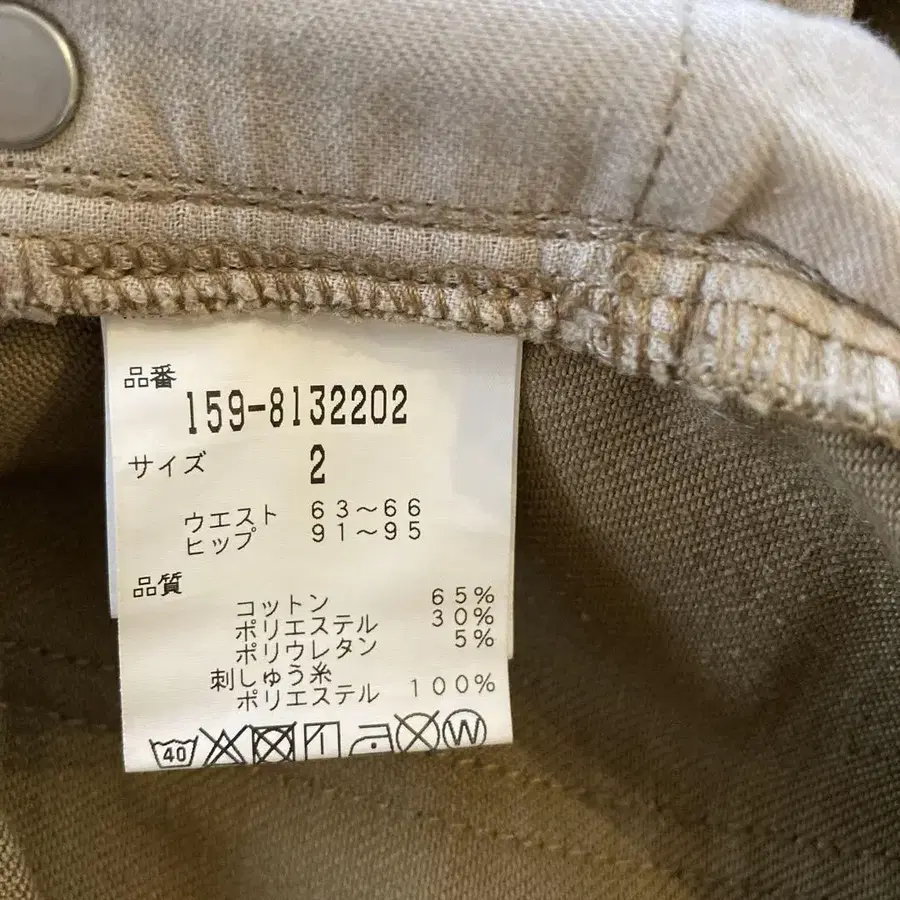 品番
159-8132202
サイズ 2
ウエスト 63～66
ヒップ 91～95
品質
コットン 65%
ポリエステル 30%
ポリウレタン 5%
刺しゅう糸
ポリエステル 100%
40 W